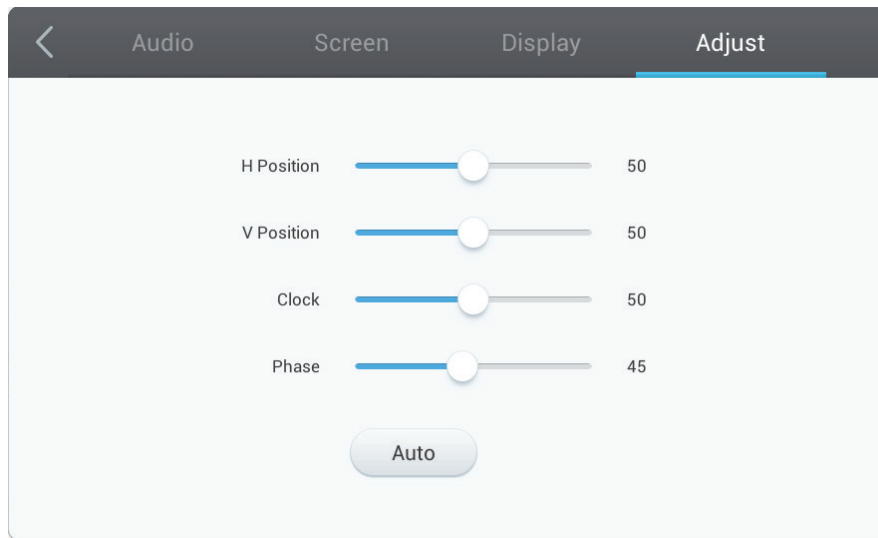 Audio Screen Display Adjust
H Position 50
V Position 50
Clock 50
Phase 45
Auto